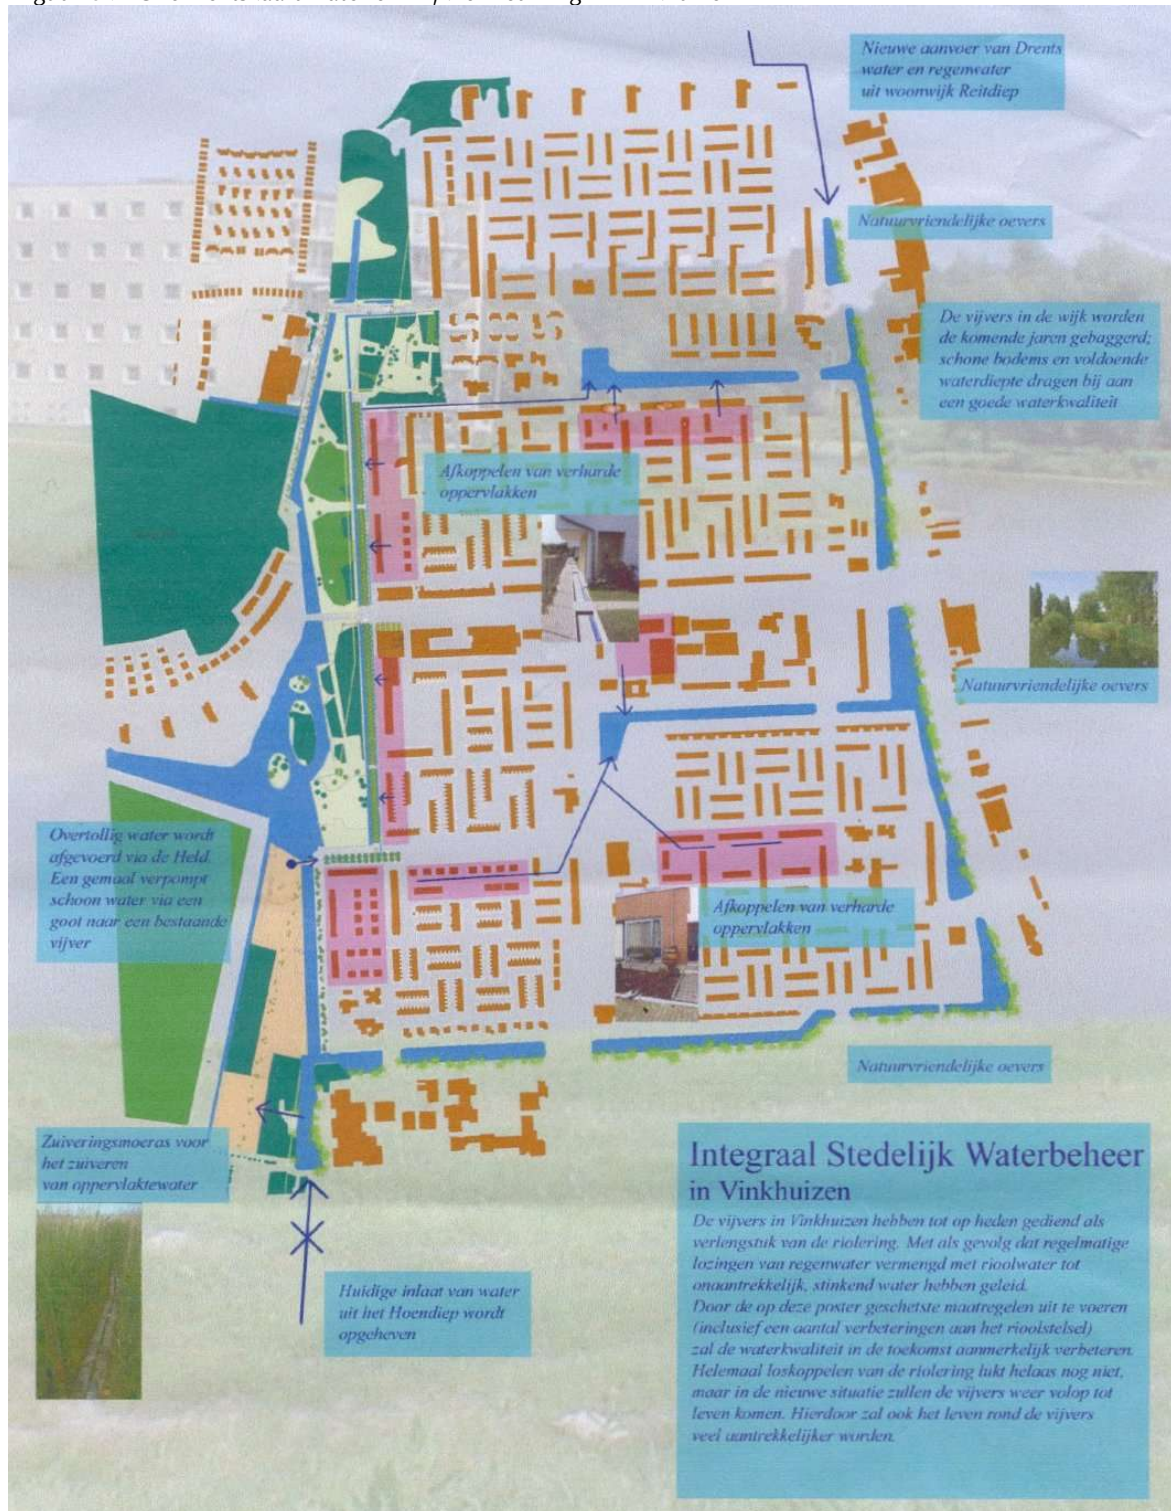 Nieuwe aanvoer van Drents
water en regenwater
uit woonwijk Reitdiep
Natuurvriendelijke oevers
De vijvers in de wijk worden
de komende jaren gebaggerd;
schone bodems en voldoende
waterdiepte dragen bij aan
een goede waterkwaliteit
Afkoppelen van verharde
oppervlakken
Natuurvriendelijke oevers
Overtollig water wordt
afgevoerd via de Held.
Een gemaal verpompt
schoon water via een
goot naar een bestaande
vijver
Afkoppelen van verharde
oppervlakken
Natuurvriendelijke oevers
Zuiveringsmoeras voor
het zuiveren
van oppervlaktewater
Huidige inlaat van water
uit het Hoendiep wordt
opgeheven
Integraal Stedelijk Waterbeheer
in Vinkhuizen
De vijvers in Vinkhuizen hebben tot op heden gediend als
verlengstuk van de riolering. Met als gevolg dat regelmatige
lozingen van regenwater vermengd met rioolwater tot
onaantrekkelijk, stinkend water hebben geleid.
Door de op deze poster geschetste maatregelen uit te voeren
(inclusief een aantal verbeteringen aan het rioolstelsel)
zal de waterkwaliteit in de toekomst aanmerkelijk verbeteren.
Helemaal loskoppelen van de riolering lukt helaas nog niet,
maar in de nieuwe situatie zullen de vijvers weer volop tot
leven komen. Hierdoor zal ook het leven rond de vijvers
veel aantrekkelijker worden.